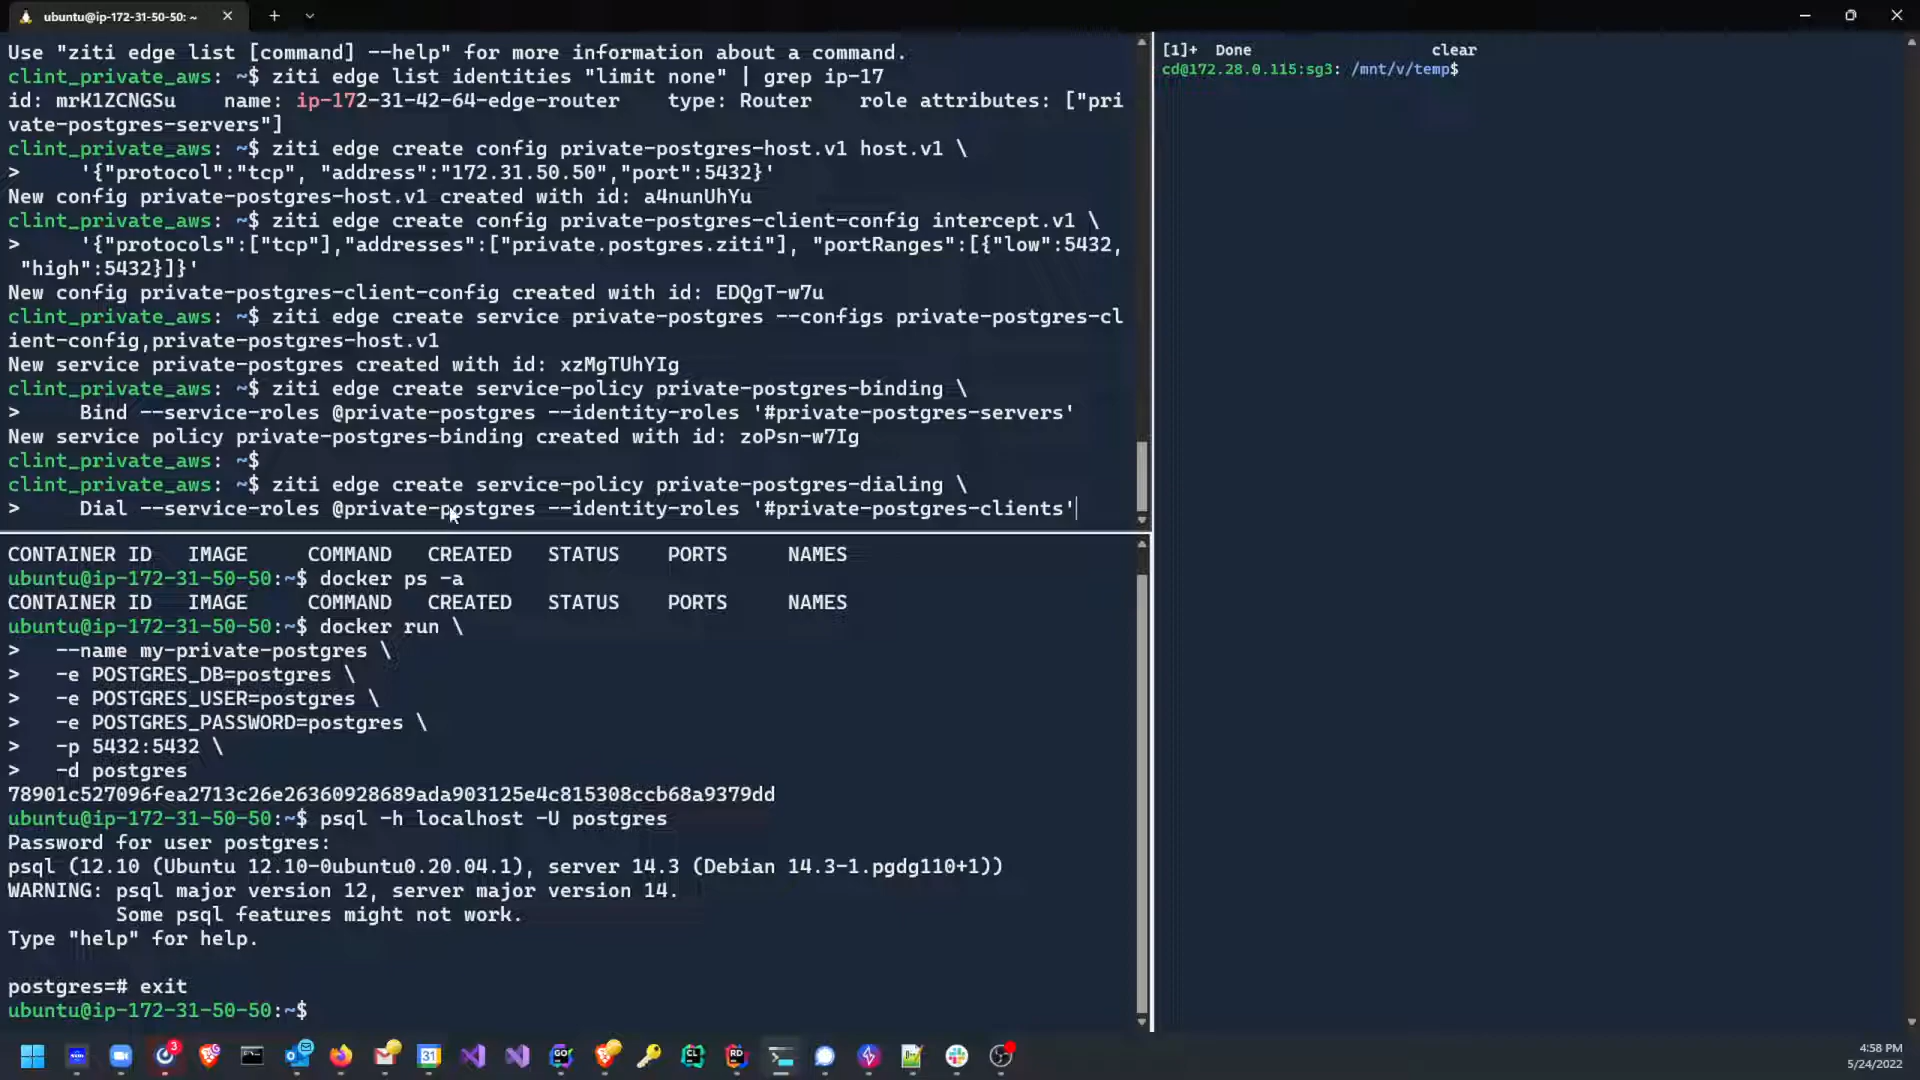 ubuntu@ip-172-31-50-50: ~
Use "ziti edge list [command] --help" for more information about a command.
clint_private_aws: ~$ ziti edge list identities "limit none" | grep ip-17
id: mrK1ZCNGSu    name: ip-172-31-42-64-edge-router    type: Router    role attributes: ["pri
vate-postgres-servers"]
clint_private_aws: ~$ ziti edge create config private-postgres-host.v1 host.v1 \
>     '{"protocol":"tcp", "address":"172.31.50.50","port":5432}'
New config private-postgres-host.v1 created with id: a4nunUhYu
clint_private_aws: ~$ ziti edge create config private-postgres-client-config intercept.v1 \
>     '{"protocols":["tcp"],"addresses":["private.postgres.ziti"], "portRanges":[{"low":5432,
 "high":5432}]}'
New config private-postgres-client-config created with id: EDQgT-w7u
clint_private_aws: ~$ ziti edge create service private-postgres --configs private-postgres-cl
ient-config,private-postgres-host.v1
New service private-postgres created with id: xzMgTUhYIg
clint_private_aws: ~$ ziti edge create service-policy private-postgres-binding \
>     Bind --service-roles @private-postgres --identity-roles '#private-postgres-servers'
New service policy private-postgres-binding created with id: zoPsn-w7Ig
clint_private_aws: ~$
clint_private_aws: ~$ ziti edge create service-policy private-postgres-dialing \
>     Dial --service-roles @private-postgres --identity-roles '#private-postgres-clients'
CONTAINER ID   IMAGE     COMMAND   CREATED   STATUS    PORTS     NAMES
ubuntu@ip-172-31-50-50:~$ docker ps -a
CONTAINER ID   IMAGE     COMMAND   CREATED   STATUS    PORTS     NAMES
ubuntu@ip-172-31-50-50:~$ docker run \
>   --name my-private-postgres \
>   -e POSTGRES_DB=postgres \
>   -e POSTGRES_USER=postgres \
>   -e POSTGRES_PASSWORD=postgres \
>   -p 5432:5432 \
>   -d postgres
78901c527096fea2713c26e26360928689ada903125e4c815308ccb68a9379dd
ubuntu@ip-172-31-50-50:~$ psql -h localhost -U postgres
Password for user postgres:
psql (12.10 (Ubuntu 12.10-0ubuntu0.20.04.1), server 14.3 (Debian 14.3-1.pgdg110+1))
WARNING: psql major version 12, server major version 14.
         Some psql features might not work.
Type "help" for help.
postgres=# exit
ubuntu@ip-172-31-50-50:~$
[1]+  Done                    clear
cd@172.28.0.115:sg3: /mnt/v/temp$
4:58 PM
5/24/2022